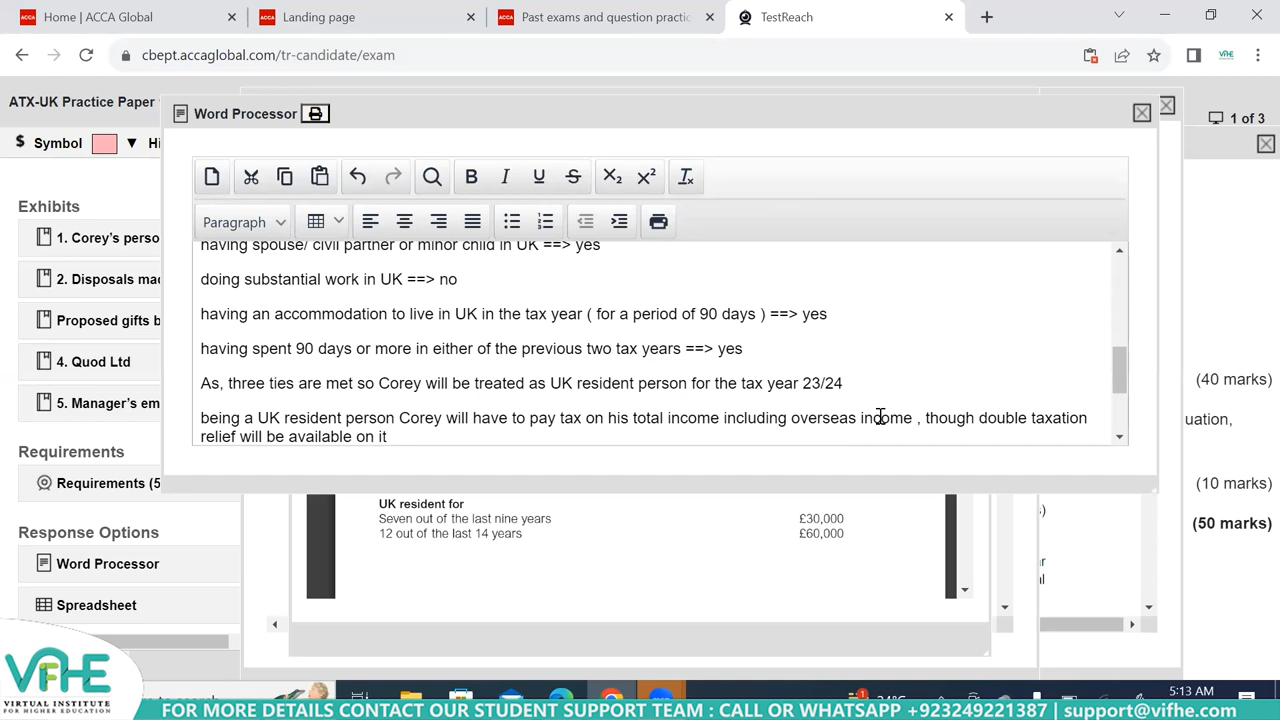 Home | ACCA Global
Landing page
Past exams and question practic
TestReach
cbept.accaglobal.com/tr-candidate/exam
ATX-UK Practice Paper
Word Processor
1 of 3
$ Symbol
Hi
Exhibits
1. Corey's perso
2. Disposals mad
Proposed gifts b
4. Quod Ltd
5. Manager's em
Requirements
Requirements (5
Response Options
Word Processor
Spreadsheet
Paragraph
having spouse/ civil partner or minor child in UK ==> yes
doing substantial work in UK ==> no
having an accommodation to live in UK in the tax year ( for a period of 90 days ) ==> yes
having spent 90 days or more in either of the previous two tax years ==> yes
As, three ties are met so Corey will be treated as UK resident person for the tax year 23/24
being a UK resident person Corey will have to pay tax on his total income including overseas income , though double taxation
relief will be available on it
UK resident for
Seven out of the last nine years £30,000
12 out of the last 14 years £60,000
(40 marks)
uation,
(10 marks)
s)
(50 marks)
ar
al
VIFHE
VIRTUAL INSTITUTE
FOR HIGHER EDUCATION
5:13 AM
FOR MORE DETAILS CONTACT OUR STUDENT SUPPORT TEAM : CALL OR WHATSAPP +923249221387 | support@vifhe.com